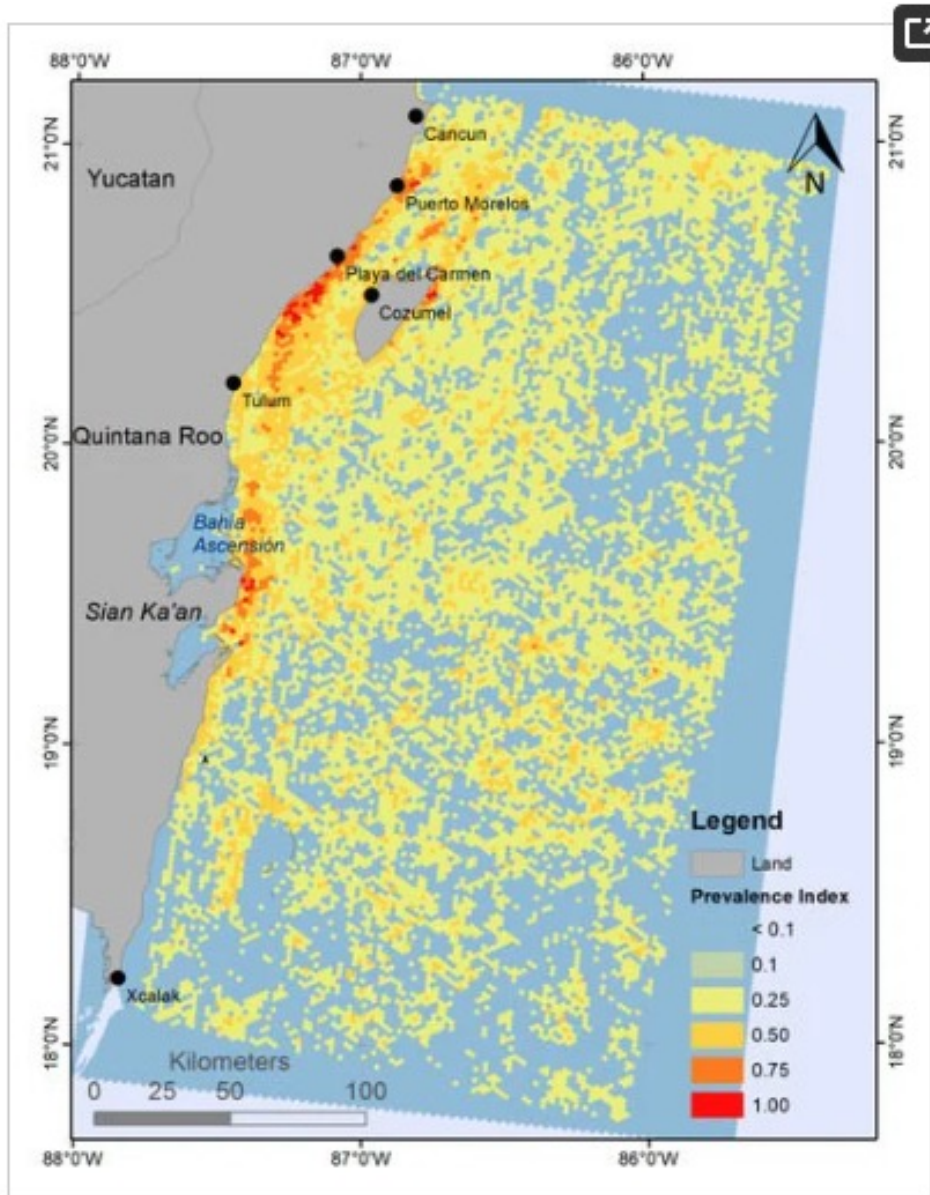 88°0'W
87°0'W
86°0'W
21°0'N
21°0'N
Cancun
Yucatan
N
Puerto Morelos
Playa del Carmen
Cozumel
Tulum
20°0'N
Quintana Roo
20°0'N
Bahia
Ascensión
Sian Ka'an
19°0'N
19°0'N
Legend
Land
Prevalence Index
< 0.1
0.1
0.25
0.50
0.75
1.00
Xcalak
18°0'N
18°0'N
Kilometers
0 25 50 100
88°0'W
87°0'W
86°0'W